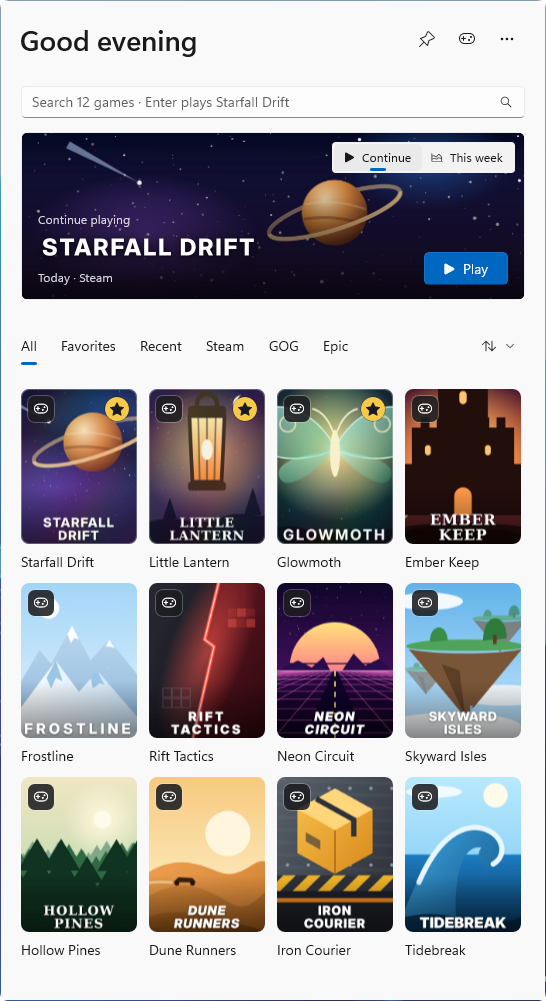 Good evening
Search 12 games · Enter plays Starfall Drift
Continue
This week
Continue playing
STARFALL DRIFT
Today · Steam
Play
All
Favorites
Recent
Steam
GOG
Epic
STARFALL
DRIFT
LITTLE
LANTERN
GLOWMOTH
EMBER
KEEP
Starfall Drift
Little Lantern
Glowmoth
Ember Keep
FROSTLINE
RIFT
TACTICS
NEON
CIRCUIT
SKYWARD
ISLES
Frostline
Rift Tactics
Neon Circuit
Skyward Isles
HOLLOW
PINES
DUNE
RUNNERS
IRON
COURIER
TIDEBREAK
Hollow Pines
Dune Runners
Iron Courier
Tidebreak